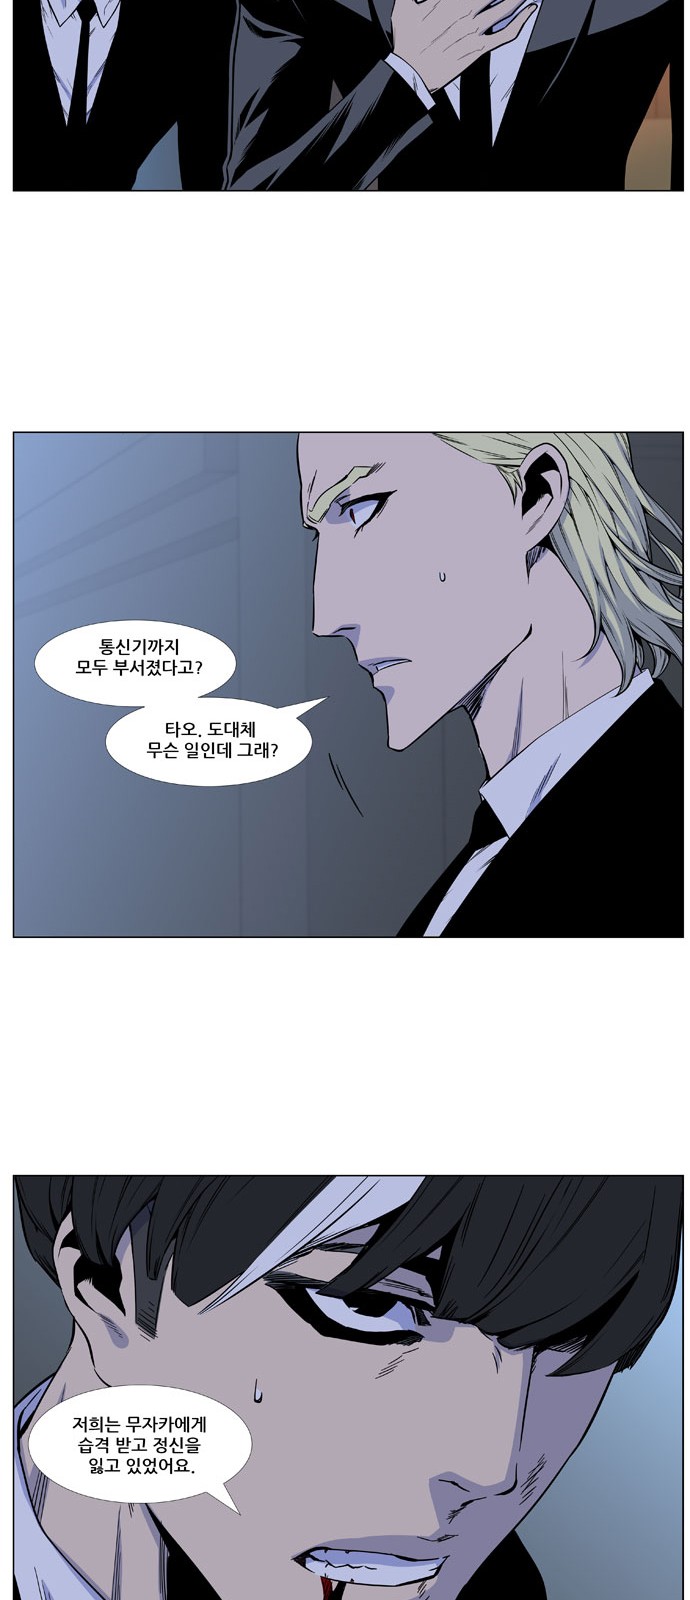 통신기까지
모두 부서졌다고?
타오. 도대체
무슨 일인데 그래?
저희는 무자카에게
습격 받고 정신을
잃고 있었어요.